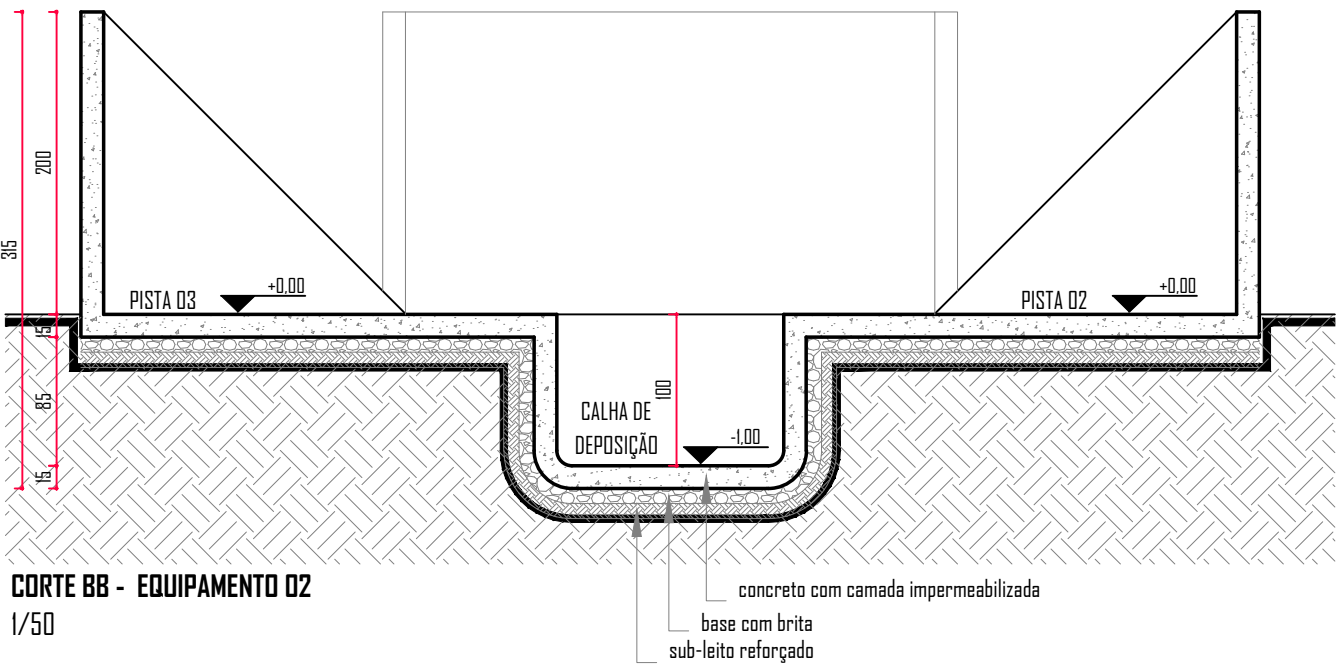 200
315
PISTA 03
+0,00
PISTA 02
+0,00
15
85
100
CALHA DE
DEPOSIÇÃO
-1,00
15
CORTE BB - EQUIPAMENTO 02
1/50
concreto com camada impermeabilizada
base com brita
sub-leito reforçado